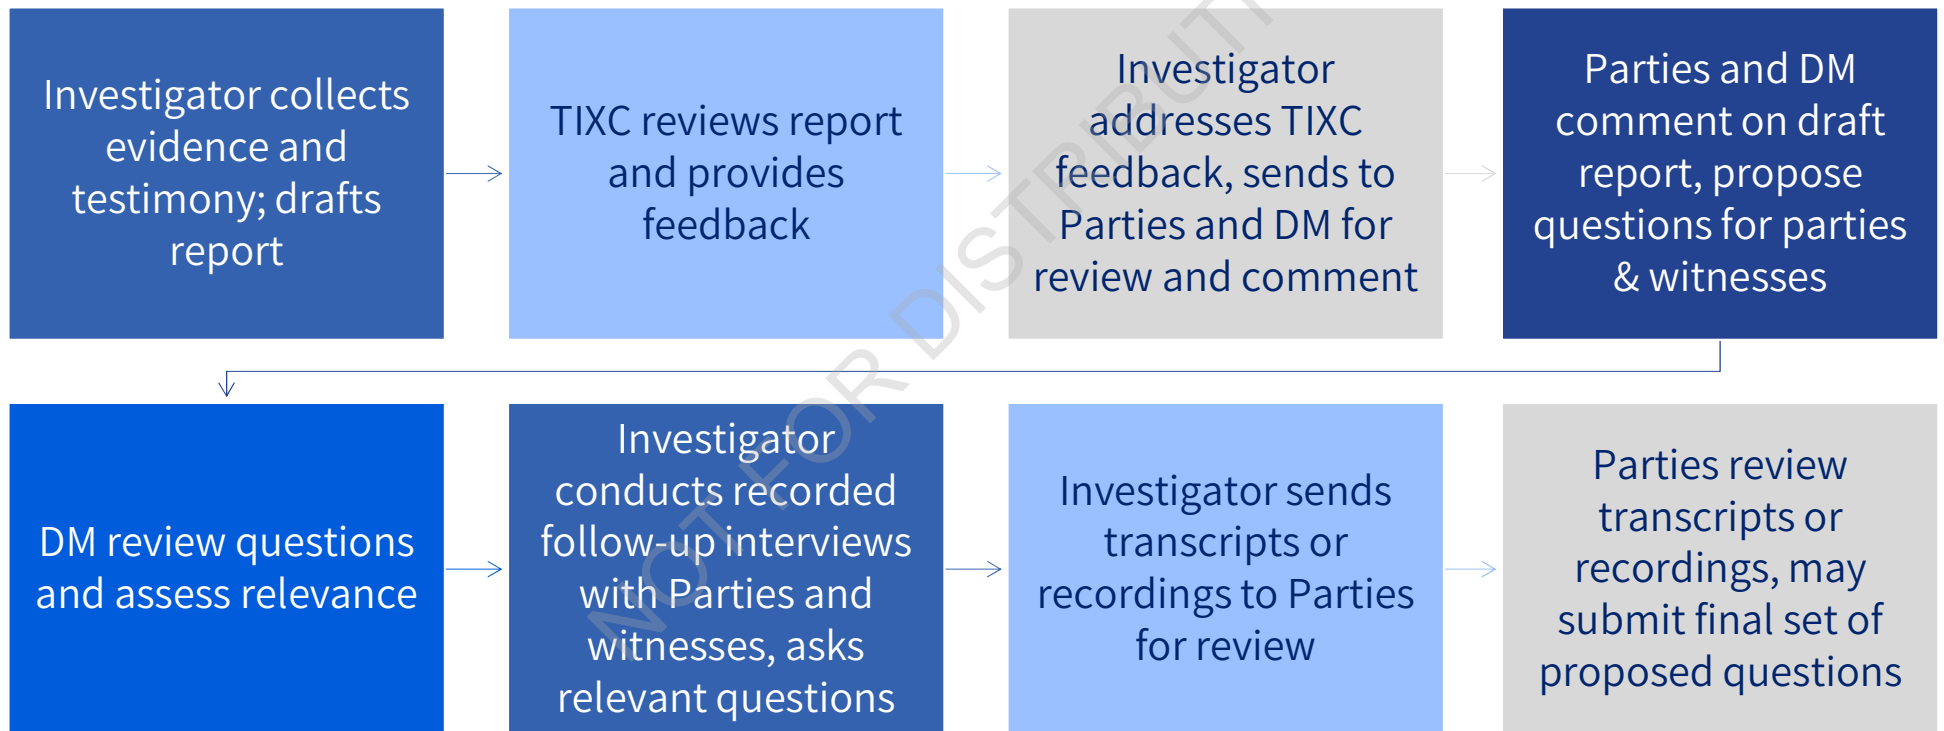 Investigator collects
evidence and
testimony; drafts
report
TIXC reviews report
and provides
feedback
Investigator
addresses TIXC
feedback, sends to
Parties and DM for
review and comment
Parties and DM
comment on draft
report, propose
questions for parties
& witnesses
DM review questions
and assess relevance
Investigator
conducts recorded
follow-up interviews
with Parties and
witnesses, asks
relevant questions
Investigator sends
transcripts or
recordings to Parties
for review
Parties review
transcripts or
recordings, may
submit final set of
proposed questions
NOT FOR DISTRIBUTI